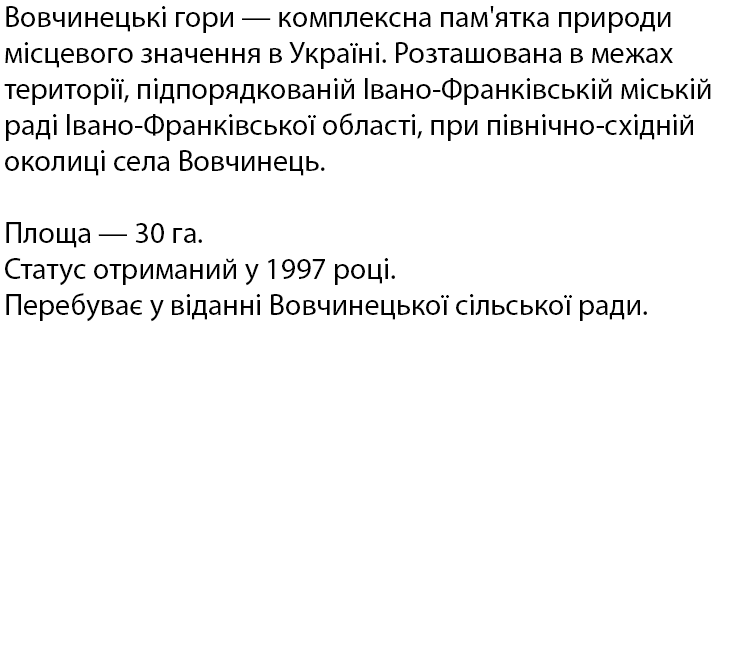 Вовчинецькі гори — комплексна пам'ятка природи
місцевого значення в Україні. Розташована в межах
території, підпорядкованій Івано-Франківській міській
раді Івано-Франківської області, при північно-східній
околиці села Вовчинець.

Площа — 30 га.
Статус отриманий у 1997 році.
Перебуває у віданні Вовчинецької сільської ради.